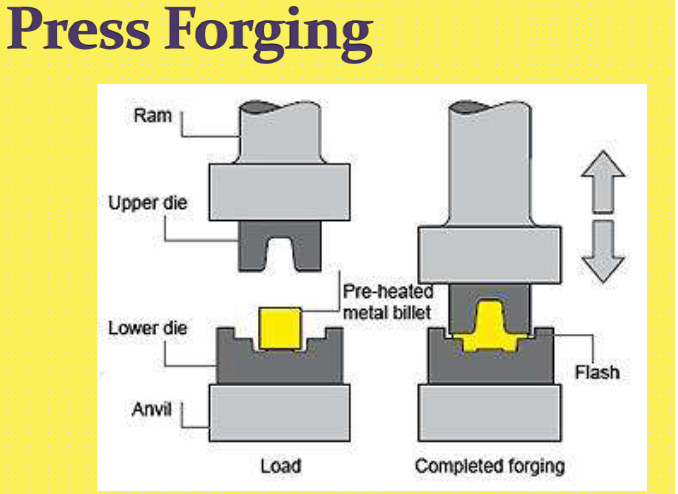 Press Forging
Ram
Upper die
Pre-heated
metal billet
Lower die
Flash
Anvil
Load
Completed forging